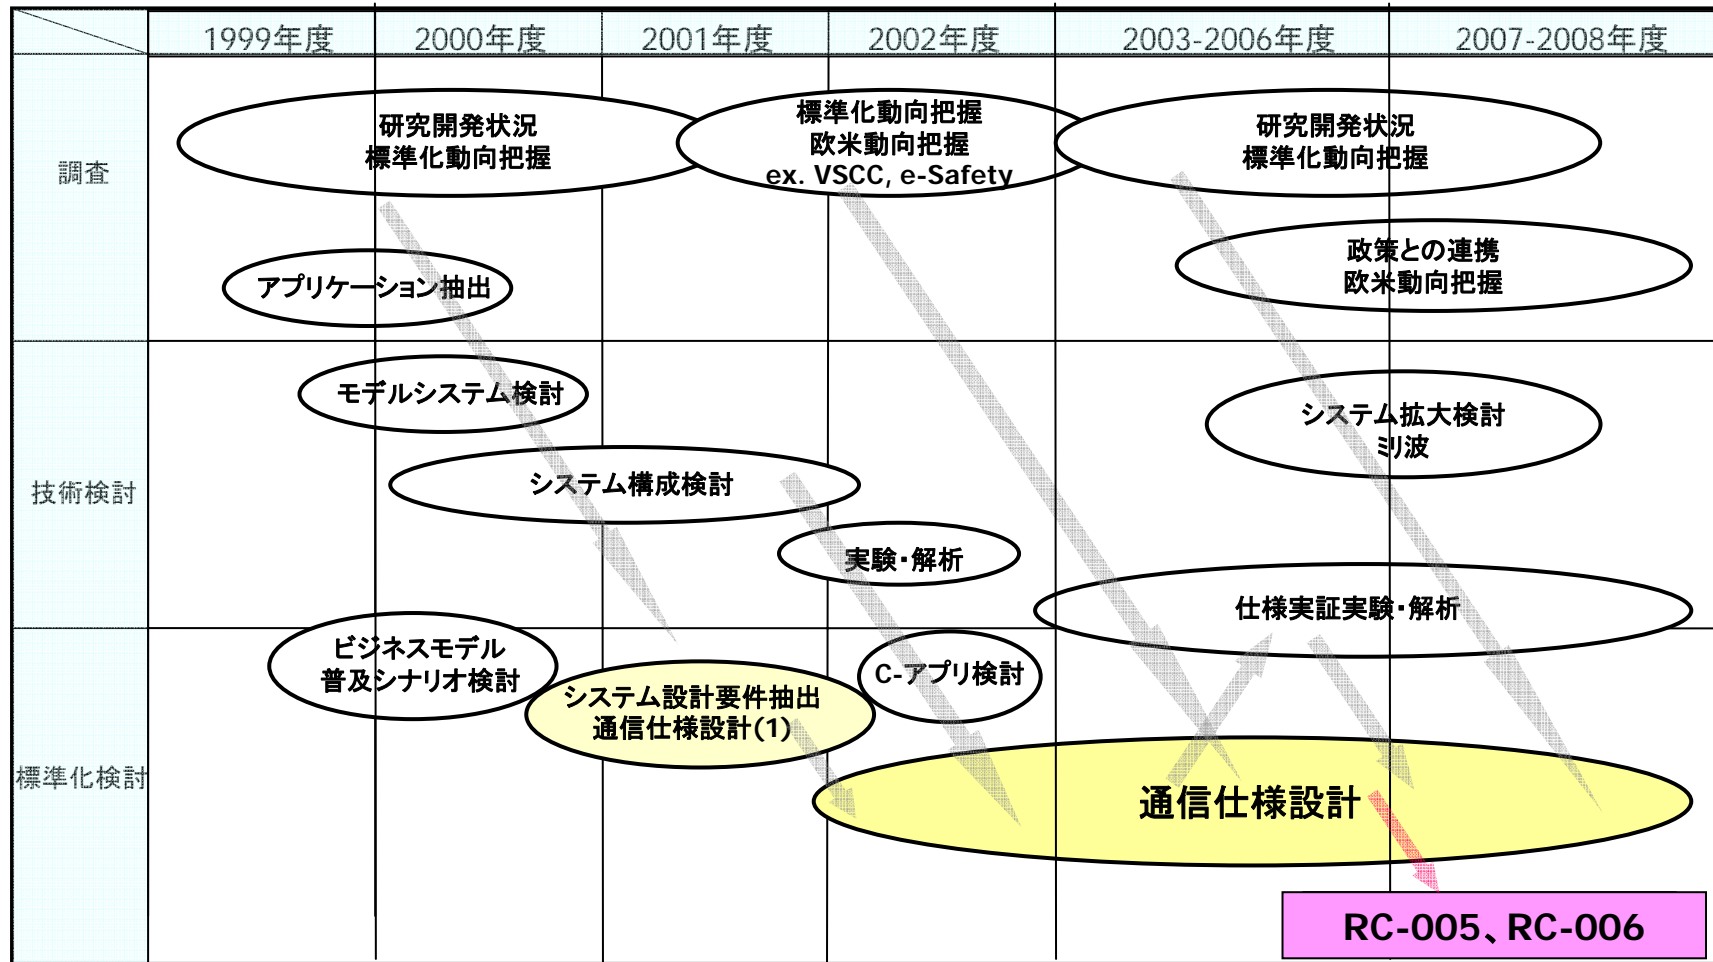 1999年度
2000年度
2001年度
2002年度
2003-2006年度
2007-2008年度
調査
研究開発状況
標準化動向把握
標準化動向把握
欧米動向把握
ex. VSCC, e-Safety
研究開発状況
標準化動向把握
アプリケーション抽出
政策との連携
欧米動向把握
技術検討
モデルシステム検討
システム構成検討
実験・解析
システム拡大検討
ミリ波
仕様実証実験・解析
標準化検討
ビジネスモデル
普及シナリオ検討
システム設計要件抽出
通信仕様設計(1)
C-アプリ検討
通信仕様設計
RC-005、RC-006